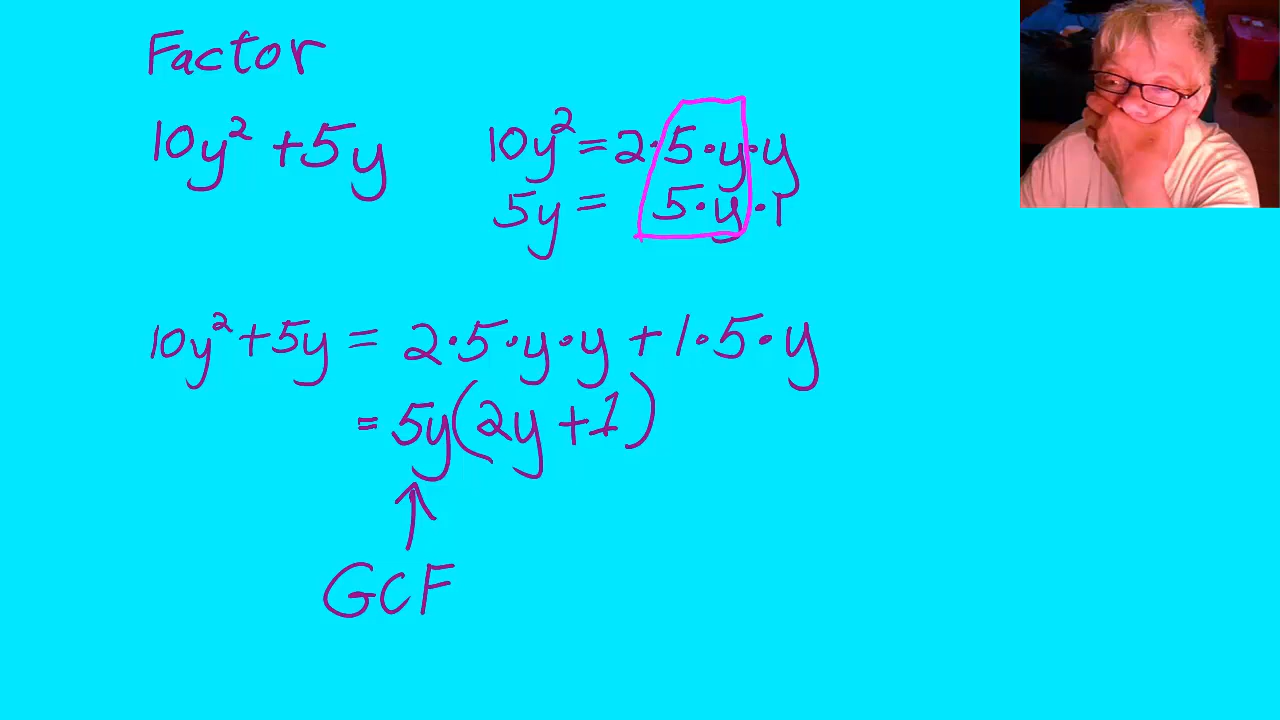 Factor
10y² + 5y
10y² = 2·5·y·y
5y = 5·y·1
10y² + 5y = 2·5·y·y + 1·5·y
= 5y(2y + 1)
↑
GCF